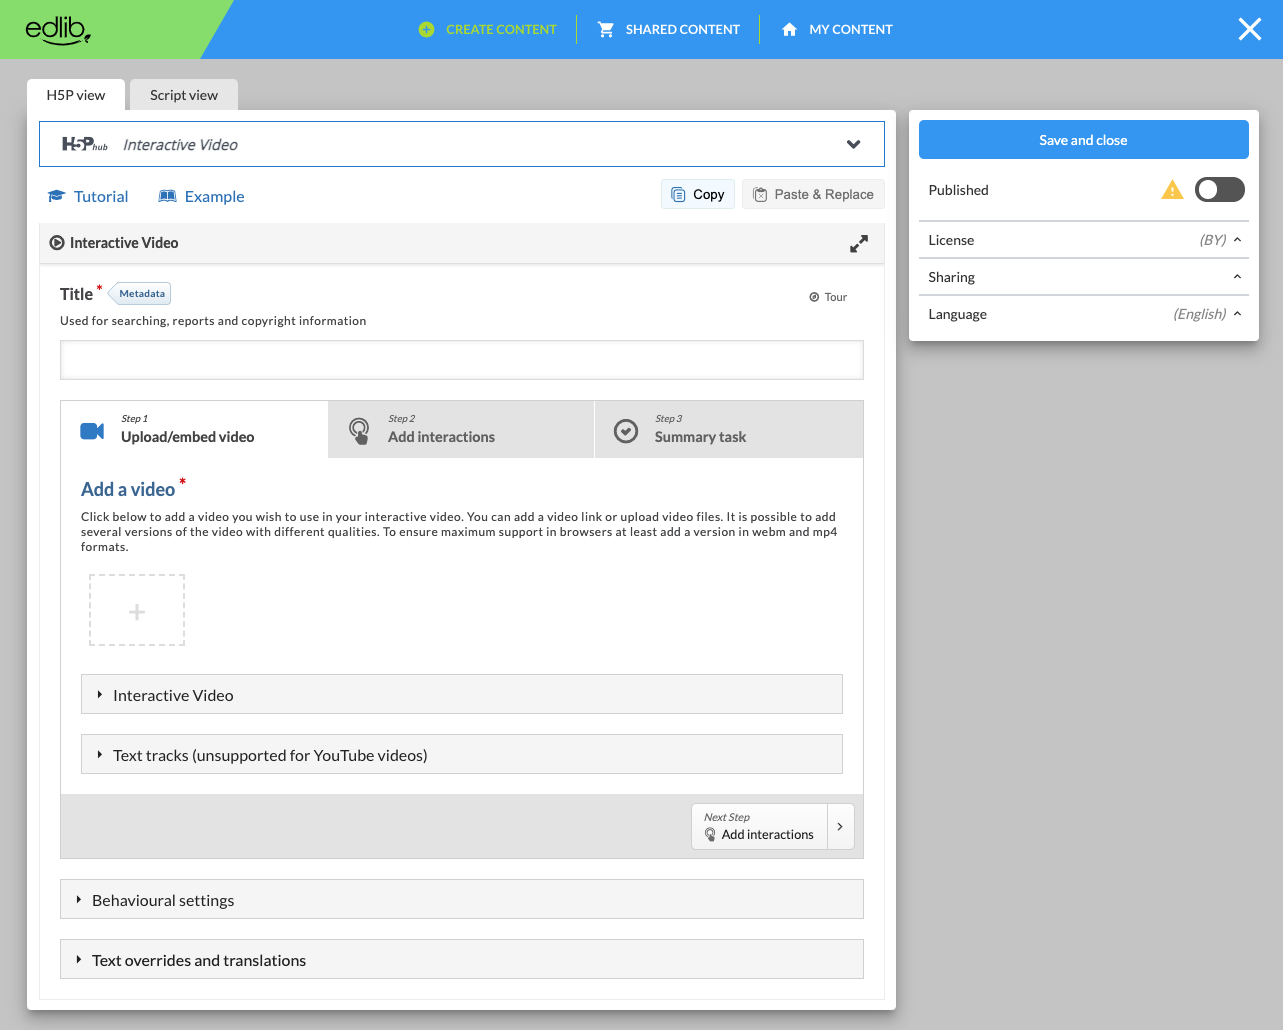 edlib
CREATE CONTENT
SHARED CONTENT
MY CONTENT
H5P view
Script view
H5P hub Interactive Video
Tutorial
Example
Copy
Paste & Replace
Interactive Video
Title *
Metadata
Tour
Used for searching, reports and copyright information
Step 1
Upload/embed video
Step 2
Add interactions
Step 3
Summary task
Add a video *
Click below to add a video you wish to use in your interactive video. You can add a video link or upload video files. It is possible to add
several versions of the video with different qualities. To ensure maximum support in browsers at least add a version in webm and mp4
formats.
+
Interactive Video
Text tracks (unsupported for YouTube videos)
Next Step
Add interactions
Behavioural settings
Text overrides and translations
Save and close
Published
License (BY)
Sharing
Language (English)